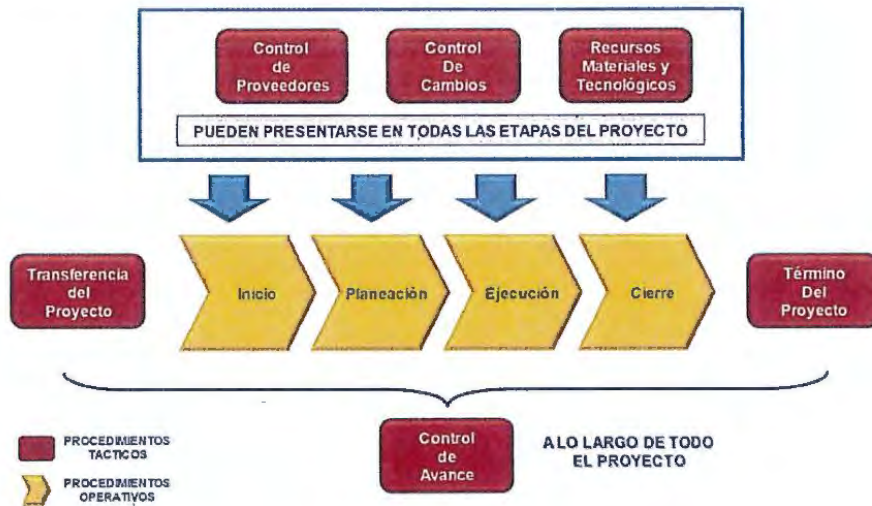 Control
de
Proveedores
Control
De
Cambios
Recursos
Materiales y
Tecnológicos
PUEDEN PRESENTARSE EN TODAS LAS ETAPAS DEL PROYECTO
Transferencia
del
Proyecto
Inicio
Planeación
Ejecución
Cierre
Término
Del
Proyecto
Control
de
Avance
A LO LARGO DE TODO
EL PROYECTO
PROCEDIMIENTOS
TACTICOS
PROCEDIMIENTOS
OPERATIVOS